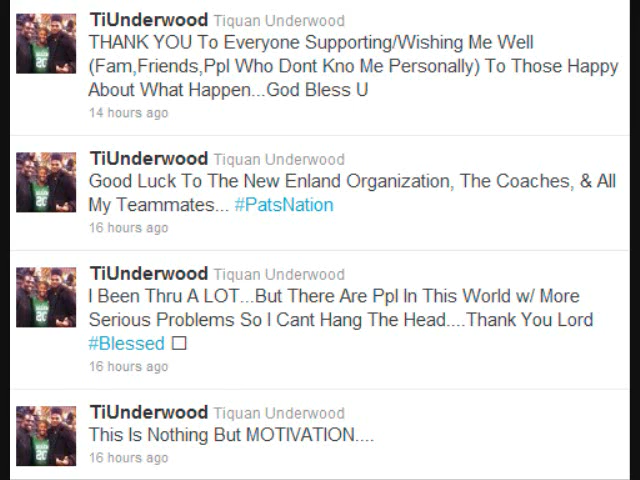 TiUnderwood Tiquan Underwood
THANK YOU To Everyone Supporting/Wishing Me Well
(Fam,Friends,Ppl Who Dont Kno Me Personally) To Those Happy
About What Happen...God Bless U
14 hours ago
TiUnderwood Tiquan Underwood
Good Luck To The New Enland Organization, The Coaches, & All
My Teammates... #PatsNation
16 hours ago
TiUnderwood Tiquan Underwood
I Been Thru A LOT...But There Are Ppl In This World w/ More
Serious Problems So I Cant Hang The Head....Thank You Lord
#Blessed □
16 hours ago
TiUnderwood Tiquan Underwood
This Is Nothing But MOTIVATION....
16 hours ago